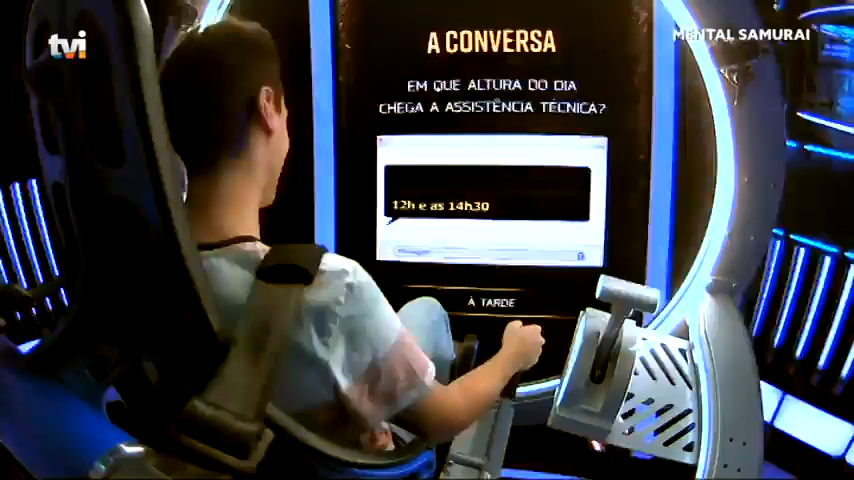 tvi
MENTAL SAMURAI
A CONVERSA
EM QUE ALTURA DO DIA
CHEGA A ASSISTÊNCIA TÉCNICA?
12h e as 14h30
À TARDE